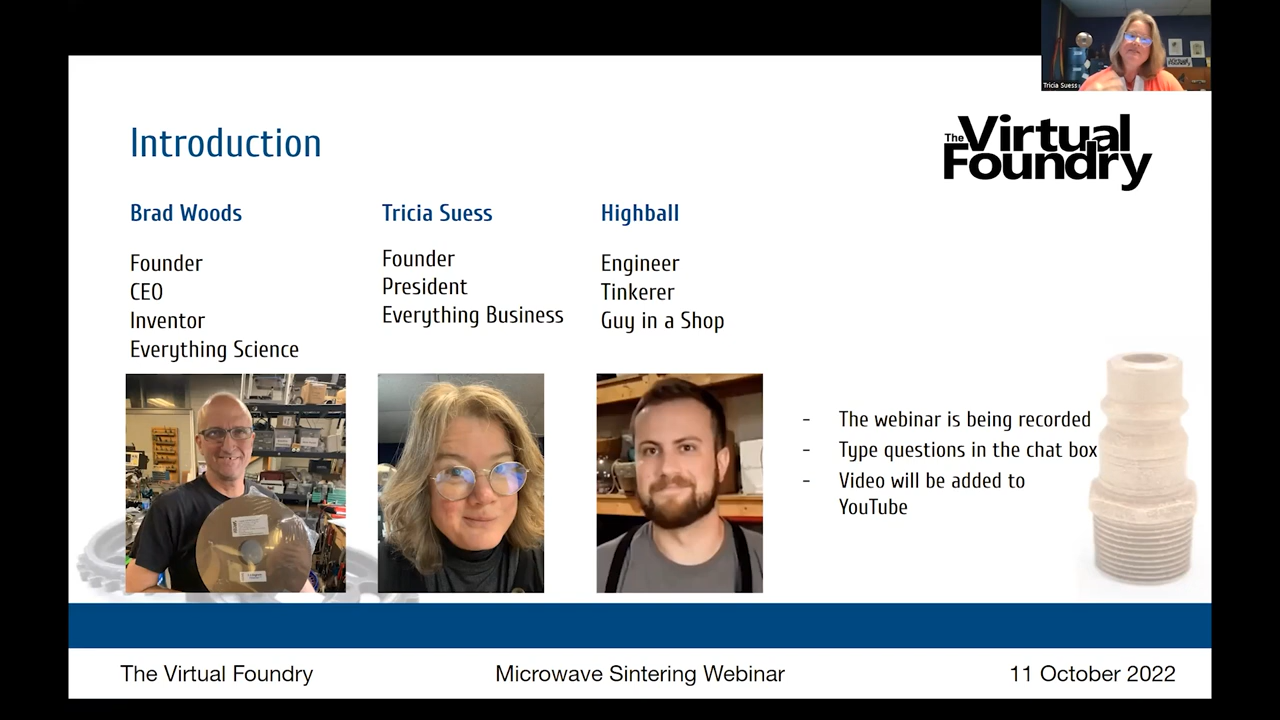 Tricia Suess
Introduction
The Virtual
Foundry
Brad Woods
Founder
CEO
Inventor
Everything Science
Tricia Suess
Founder
President
Everything Business
Highball
Engineer
Tinkerer
Guy in a Shop
- The webinar is being recorded
- Type questions in the chat box
- Video will be added to
YouTube
The Virtual Foundry
Microwave Sintering Webinar
11 October 2022